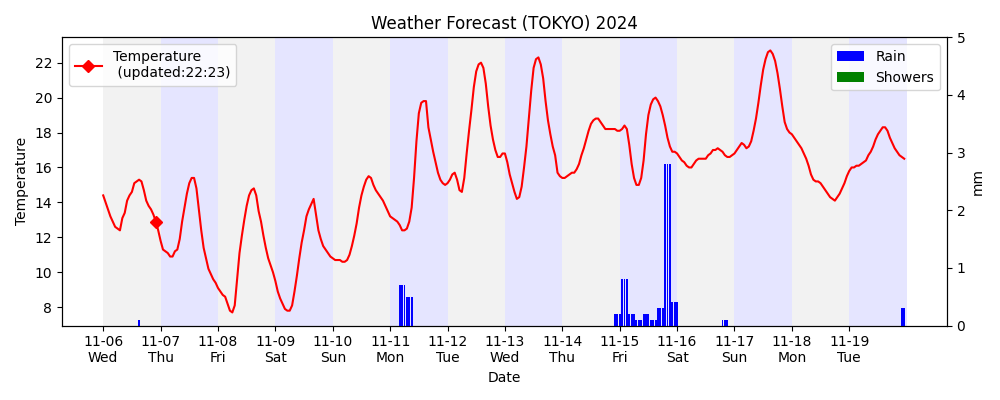 Weather Forecast (TOKYO) 2024
Temperature
(updated:22:23)
Rain
Showers
Temperature
22
20
18
16
14
12
10
8
5
4
3
2
1
0
mm
11-06 11-07 11-08 11-09 11-10 11-11 11-12 11-13 11-14 11-15 11-16 11-17 11-18 11-19
Wed Thu Fri Sat Sun Mon Tue Wed Thu Fri Sat Sun Mon Tue
Date